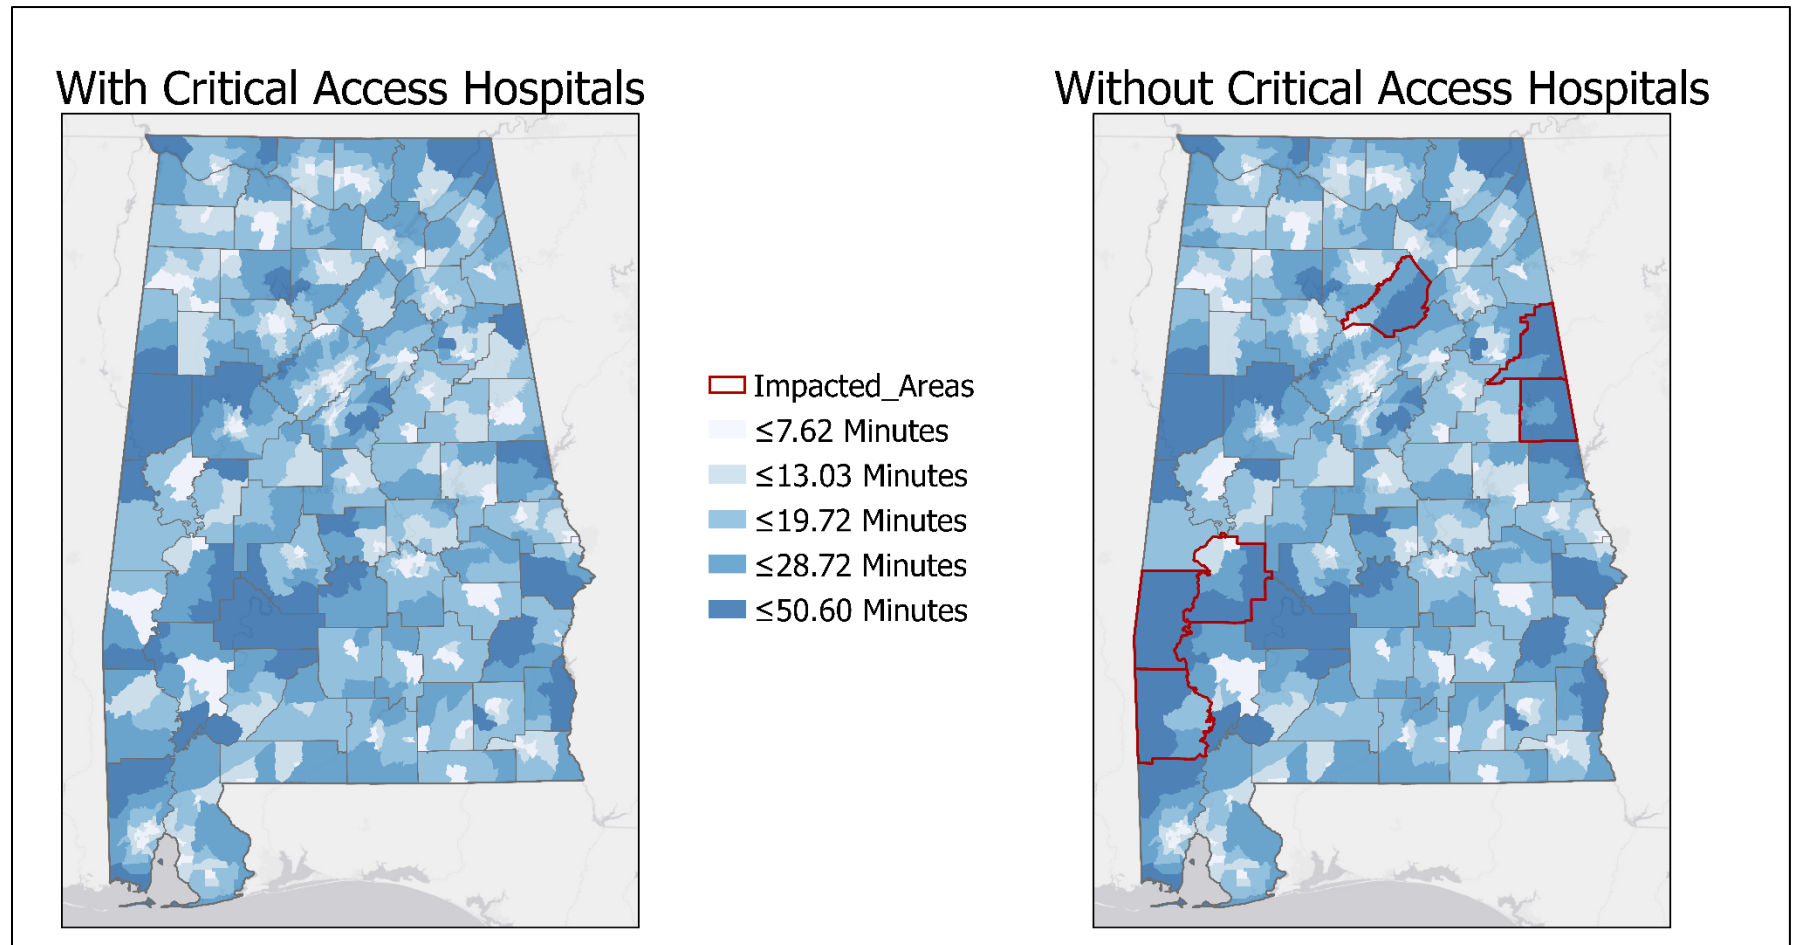 With Critical Access Hospitals
Without Critical Access Hospitals
Impacted_Areas
≤7.62 Minutes
≤13.03 Minutes
≤19.72 Minutes
≤28.72 Minutes
≤50.60 Minutes